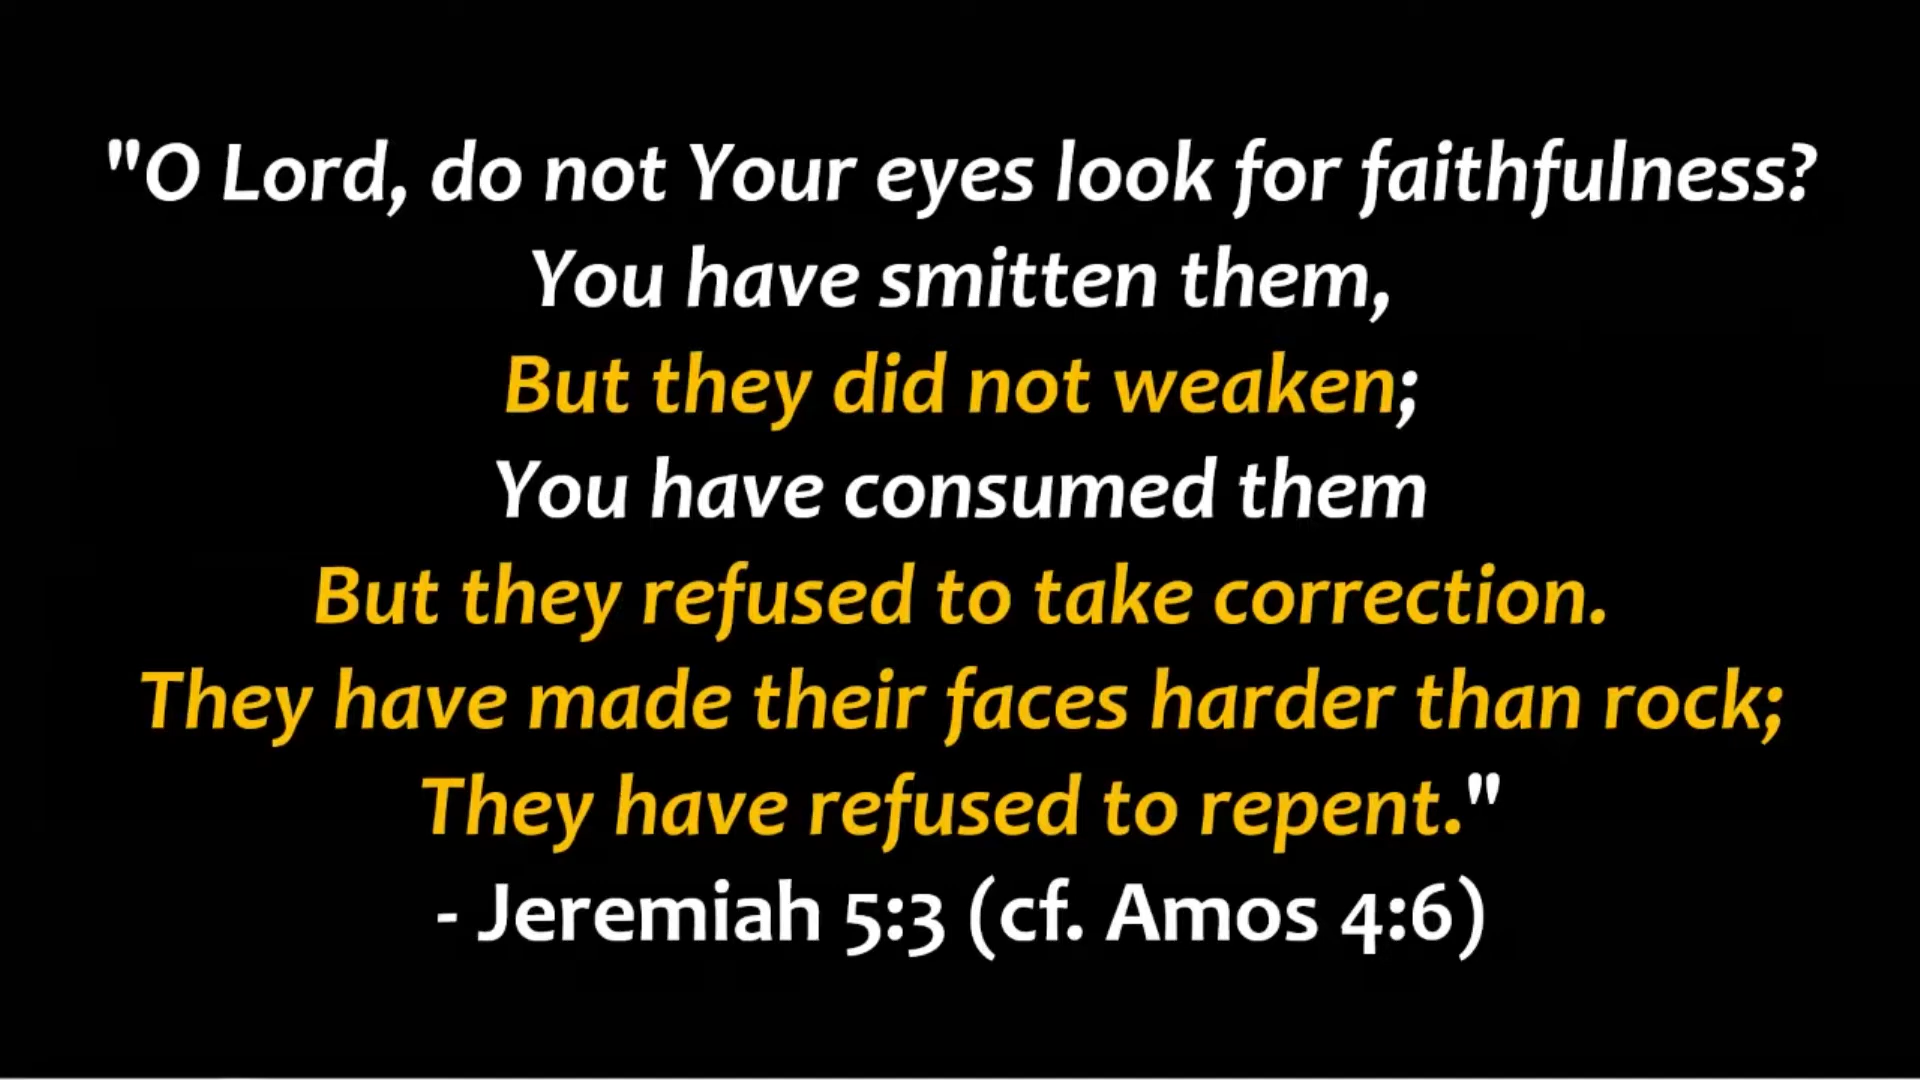 "O Lord, do not Your eyes look for faithfulness?
You have smitten them,
But they did not weaken;
You have consumed them
But they refused to take correction.
They have made their faces harder than rock;
They have refused to repent."
- Jeremiah 5:3 (cf. Amos 4:6)